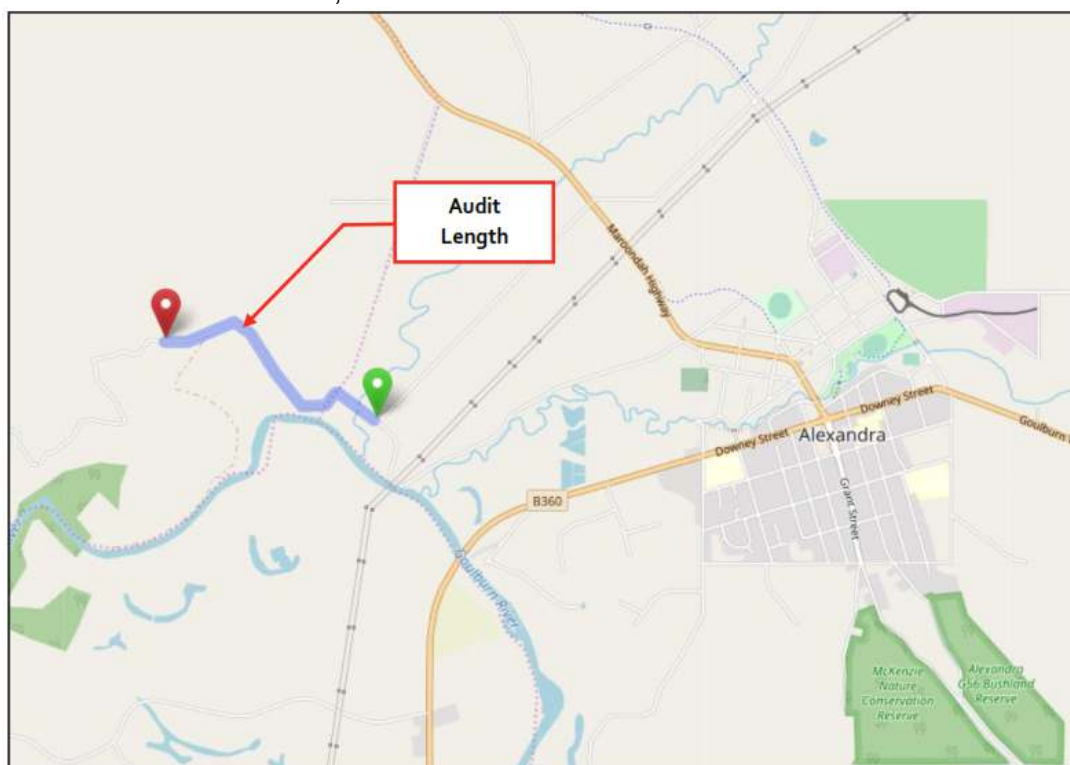 Audit
Length
Maroondah Highway
Downey Street
Downey Street
Alexandra
Goulburn
B360
Grant Street
Goulburn River
McKenzie
Nature
Conservation
Reserve
Alexandra
G56 Bushland
Reserve